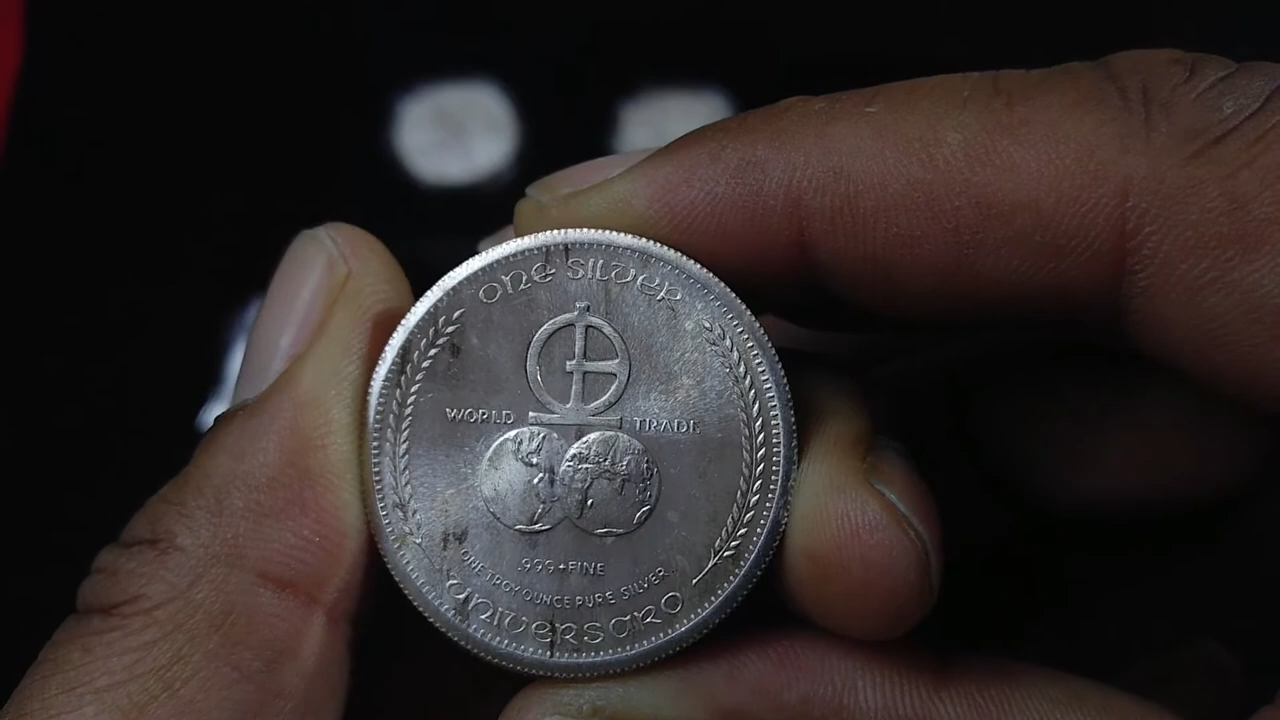 ONE SILVER
WORLD TRADE
.999+FINE
ONE TROY OUNCE PURE SILVER
UNIVERSARO